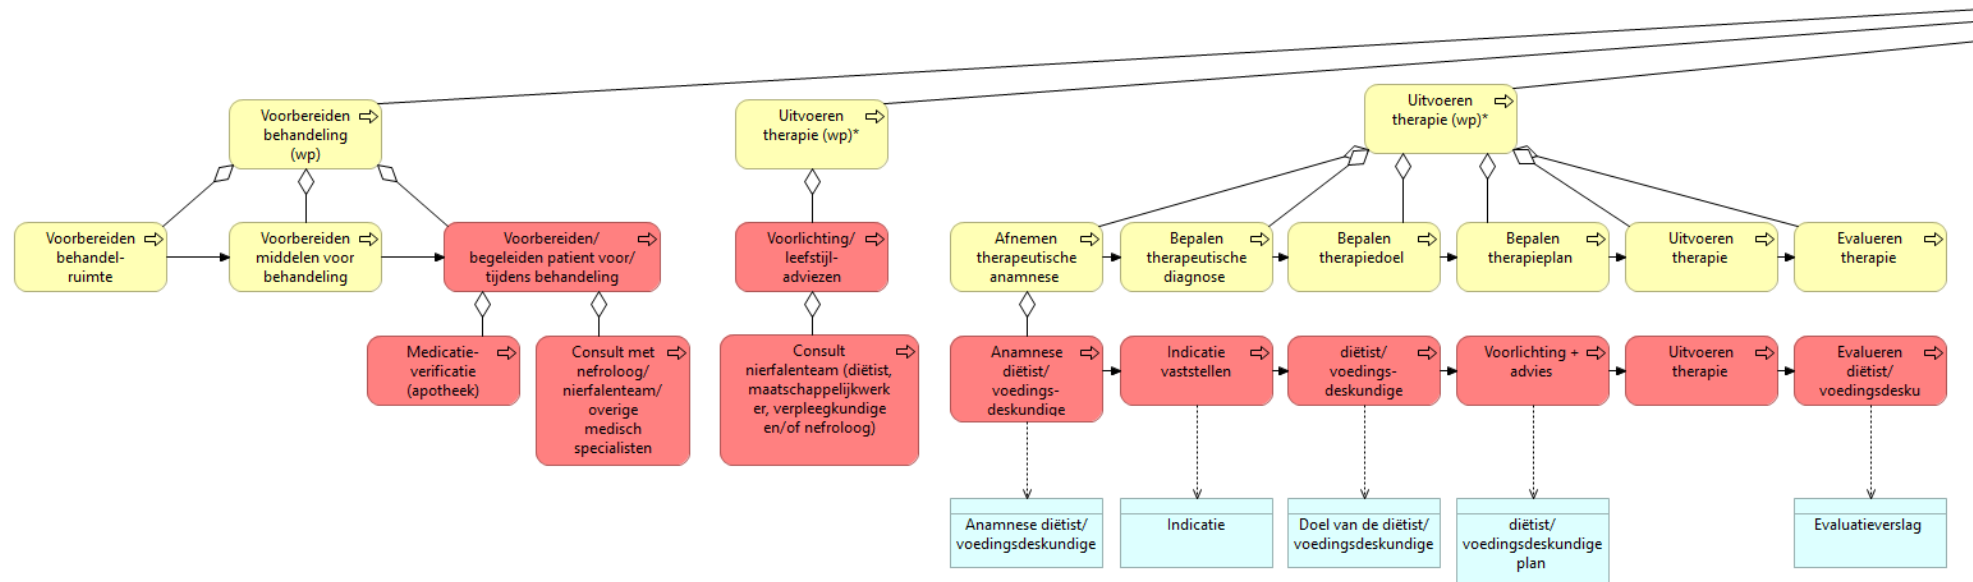 Voorbereiden
behandeling
(wp)
Uitvoeren
therapie (wp)*
Uitvoeren
therapie (wp)*
Voorbereiden
behandel-
ruimte
Voorbereiden
middelen voor
behandeling
Voorbereiden/
begeleiden patient voor/
tijdens behandeling
Voorlichting/
leefstijl-
adviezen
Afnemen
therapeutische
anamnese
Bepalen
therapeutische
diagnose
Bepalen
therapiedoel
Bepalen
therapieplan
Uitvoeren
therapie
Evalueren
therapie
Medicatie-
verificatie
(apotheek)
Consult met
nefroloog/
nierfalenteam/
overige
medisch
specialisten
Consult
nierfalenteam (diëtist,
maatschappelijkwerk
er, verpleegkundige
en/of nefroloog)
Anamnese
diëtist/
voedings-
deskundige
Indicatie
vaststellen
diëtist/
voedings-
deskundige
Voorlichting +
advies
Uitvoeren
therapie
Evalueren
diëtist/
voedingsdesku
Anamnese diëtist/
voedingsdeskundige
Indicatie
Doel van de diëtist/
voedingsdeskundige
diëtist/
voedingsdeskundige
plan
Evaluatieverslag